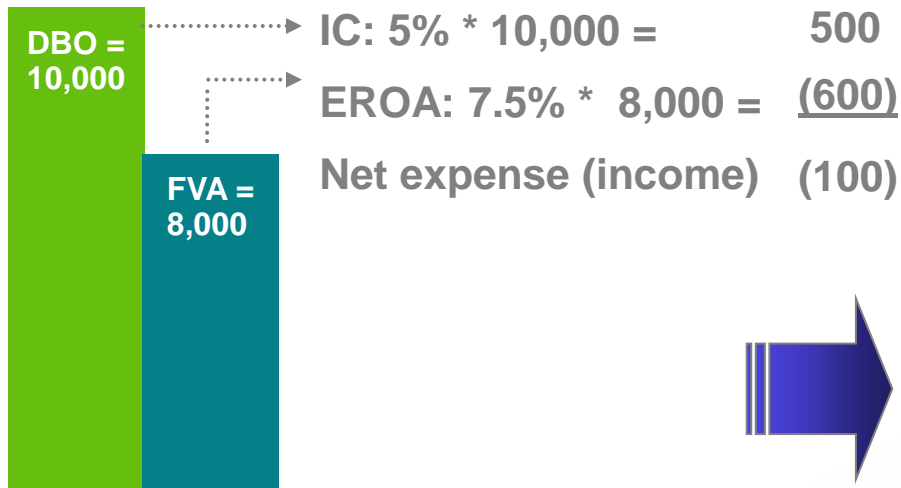 DBO =
10,000
IC: 5% * 10,000 = 500
EROA: 7.5% * 8,000 = (600)
Net expense (income) (100)
FVA =
8,000